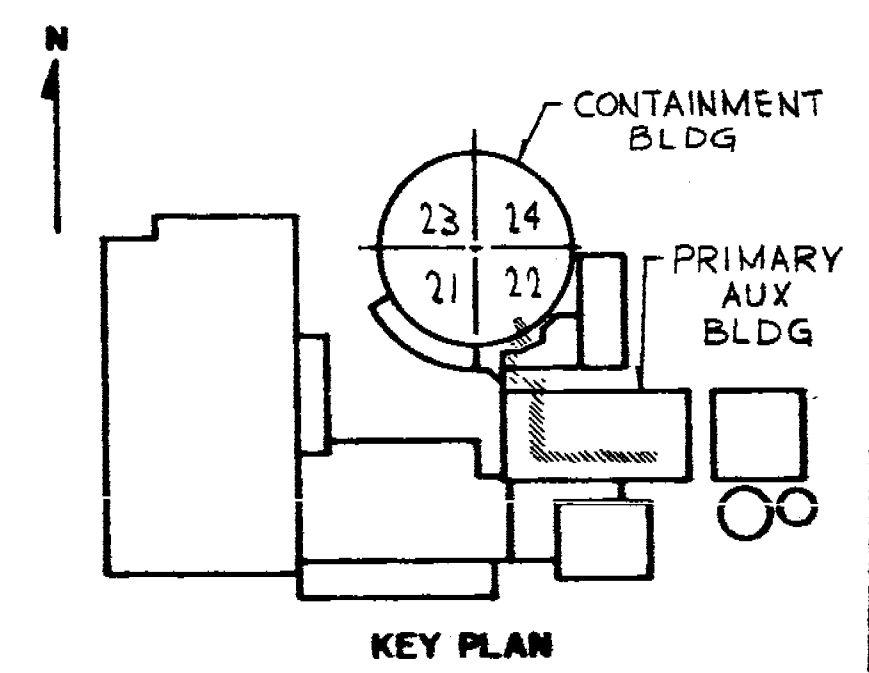 N
CONTAINMENT
BLDG
23 24
21 22
PRIMARY
AUX
BLDG
KEY PLAN